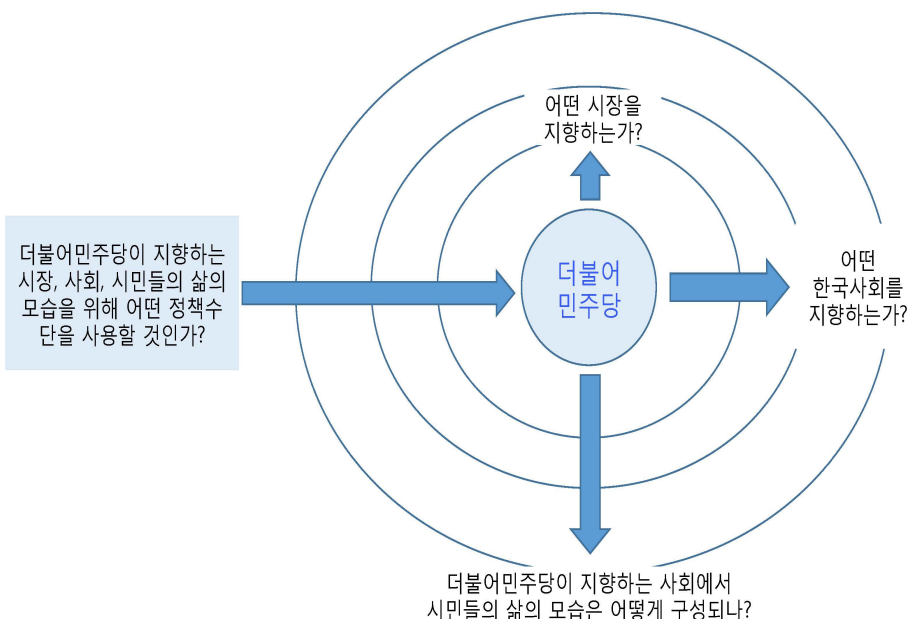 어떤 시장을
지향하는가?
더불어민주당이 지향하는
시장, 사회, 시민들의 삶의
모습을 위해 어떤 정책수
단을 사용할 것인가?
더불어
민주당
어떤
한국사회를
지향하는가?
더불어민주당이 지향하는 사회에서
시민들의 삶의 모습은 어떻게 구성되나?